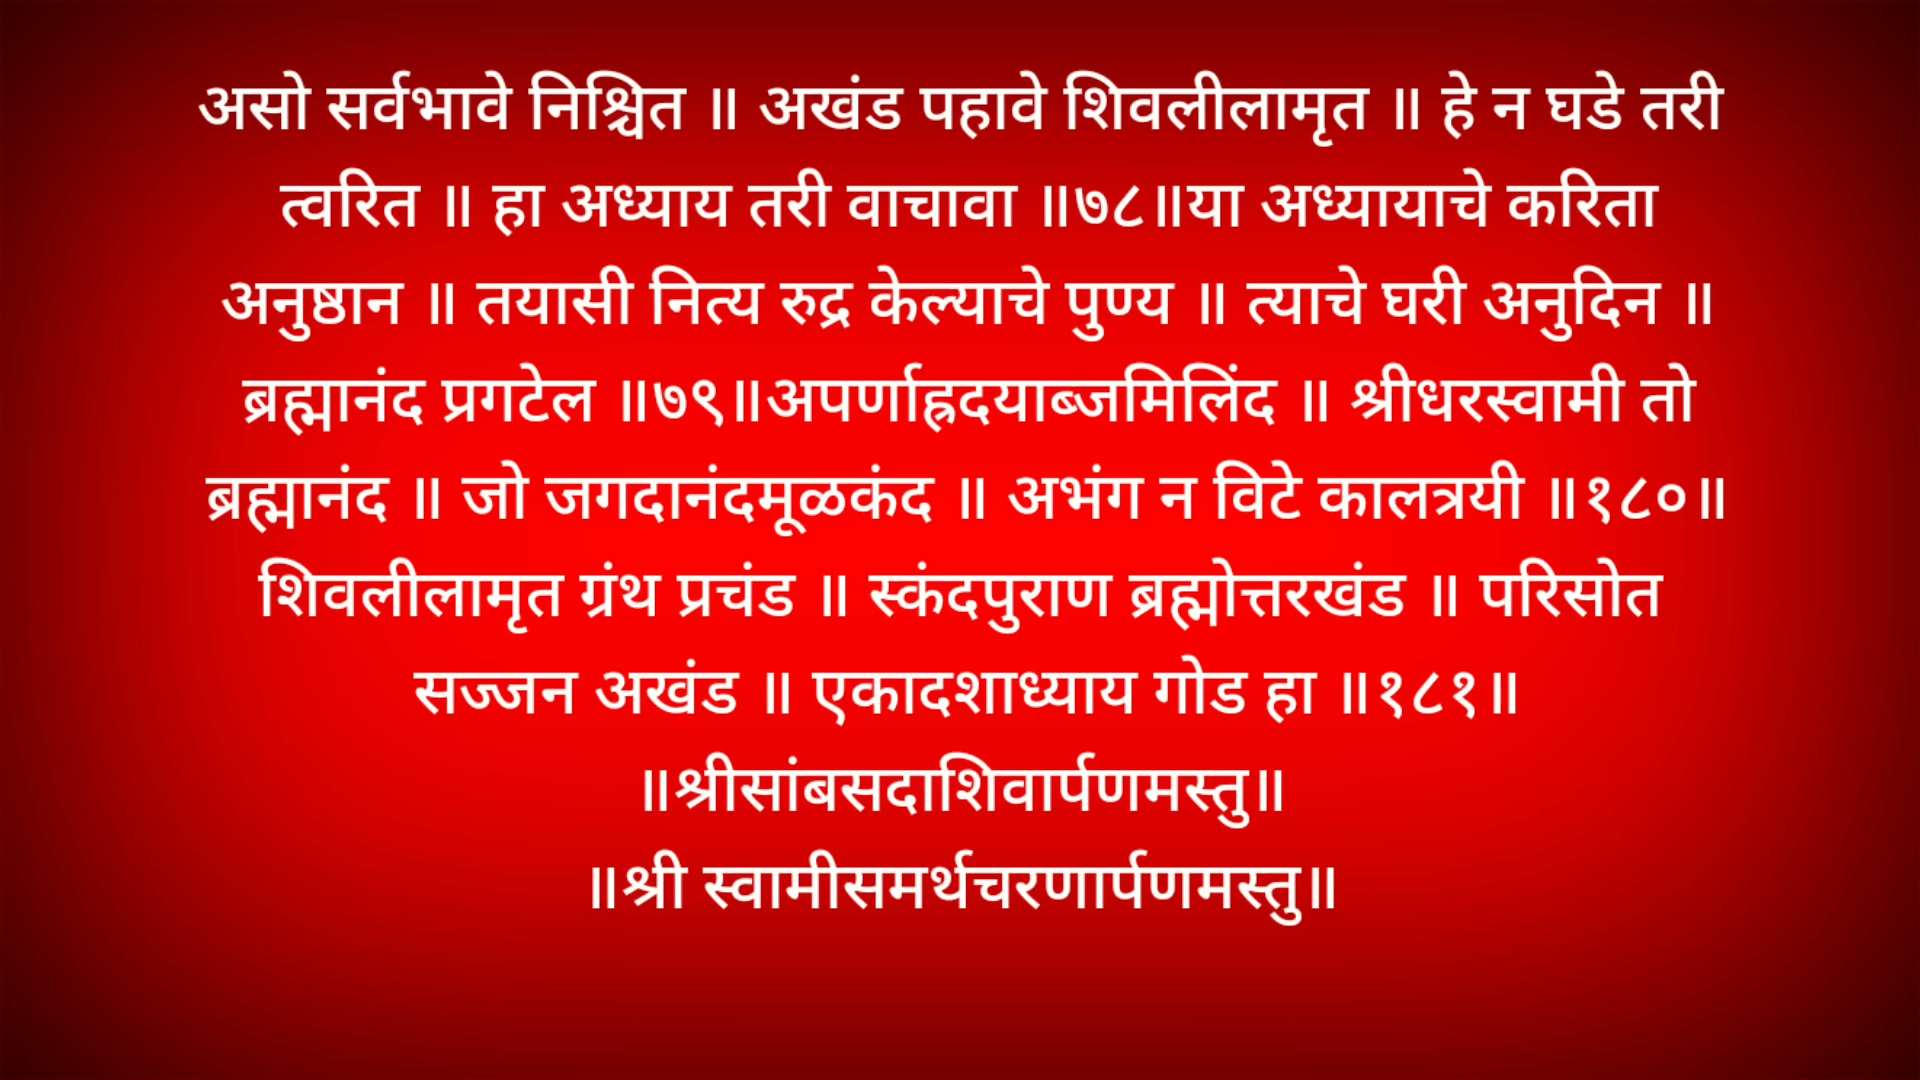 असो सर्वभावे निश्चित ॥ अखंड पहावे शिवलीलामृत ॥ हे न घडे तरी
त्वरित ॥ हा अध्याय तरी वाचावा ॥७८॥या अध्यायाचे करिता
अनुष्ठान ॥ तयासी नित्य रुद्र केल्याचे पुण्य ॥ त्याचे घरी अनुदिन ॥
ब्रह्मानंद प्रगटेल ॥७९॥अपर्णाह्रदयाब्जमिलिंद ॥ श्रीधरस्वामी तो
ब्रह्मानंद ॥ जो जगदानंदमूळकंद ॥ अभंग न विटे कालत्रयी ॥१८०॥
शिवलीलामृत ग्रंथ प्रचंड ॥ स्कंदपुराण ब्रह्मोत्तरखंड ॥ परिसोत
सज्जन अखंड ॥ एकादशाध्याय गोड हा ॥१८१॥
॥श्रीसांबसदाशिवार्पणमस्तु॥
॥श्री स्वामीसमर्थचरणार्पणमस्तु॥